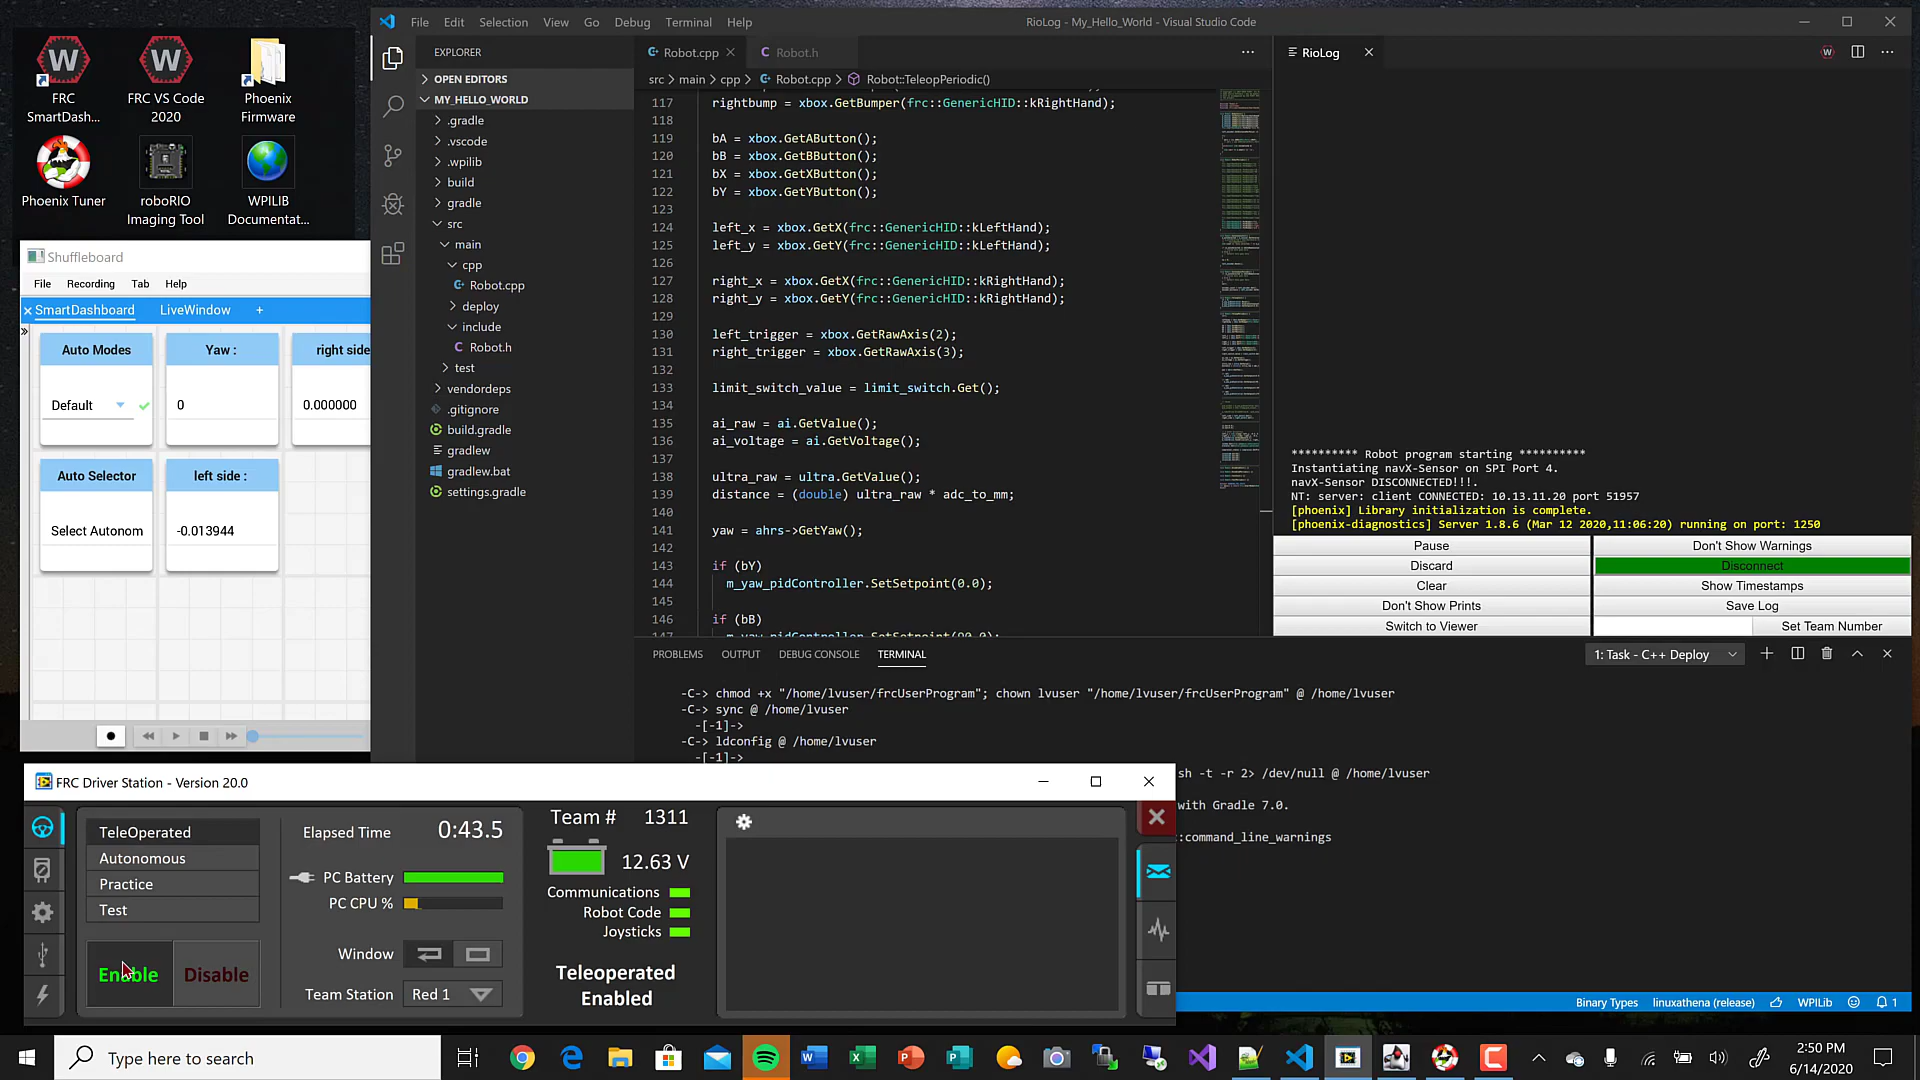 FRC
SmartDash...
FRC VS Code
2020
Phoenix
Firmware
Phoenix Tuner
roboRIO
Imaging Tool
WPILIB
Documentat...
Shuffleboard
File Recording Tab Help
SmartDashboard LiveWindow +
Auto Modes
Default
Yaw :
0
right side
0.000000
Auto Selector
Select Autonom
left side :
-0.013944
File Edit Selection View Go Debug Terminal Help
RioLog - My_Hello_World - Visual Studio Code
EXPLORER
OPEN EDITORS
MY_HELLO_WORLD
.gradle
.vscode
.wpilib
build
gradle
src
main
cpp
Robot.cpp
deploy
include
Robot.h
test
vendordeps
.gitignore
build.gradle
gradlew
gradlew.bat
settings.gradle
Robot.cpp
Robot.h
src > main > cpp > Robot.cpp > Robot::TeleopPeriodic()
117 rightbump = xbox.GetBumper(frc::GenericHID::kRightHand);
118
119 bA = xbox.GetAButton();
120 bB = xbox.GetBButton();
121 bX = xbox.GetXButton();
122 bY = xbox.GetYButton();
123
124 left_x = xbox.GetX(frc::GenericHID::kLeftHand);
125 left_y = xbox.GetY(frc::GenericHID::kLeftHand);
126
127 right_x = xbox.GetX(frc::GenericHID::kRightHand);
128 right_y = xbox.GetY(frc::GenericHID::kRightHand);
129
130 left_trigger = xbox.GetRawAxis(2);
131 right_trigger = xbox.GetRawAxis(3);
132
133 limit_switch_value = limit_switch.Get();
134
135 ai_raw = ai.GetValue();
136 ai_voltage = ai.GetVoltage();
137
138 ultra_raw = ultra.GetValue();
139 distance = (double) ultra_raw * adc_to_mm;
140
141 yaw = ahrs->GetYaw();
142
143 if (bY)
144 m_yaw_pidController.SetSetpoint(0.0);
145
146 if (bB)
147 m_yaw_pidController.SetSetpoint(90.0);
RioLog
********** Robot program starting **********
Instantiating navX-Sensor on SPI Port 4.
navX-Sensor DISCONNECTED!!!.
NT: server: client CONNECTED: 10.13.11.20 port 51957
[phoenix] Library initialization is complete.
[phoenix-diagnostics] Server 1.8.6 (Mar 12 2020,11:06:20) running on port: 1250
Pause Don't Show Warnings
Discard Disconnect
Clear Show Timestamps
Don't Show Prints Save Log
Switch to Viewer Set Team Number
PROBLEMS OUTPUT DEBUG CONSOLE TERMINAL
1: Task - C++ Deploy
-C-> chmod +x "/home/lvuser/frcUserProgram"; chown lvuser "/home/lvuser/frcUserProgram" @ /home/lvuser
-C-> sync @ /home/lvuser
-[-1]->
-C-> ldconfig @ /home/lvuser
-[-1]->
sh -t -r 2> /dev/null @ /home/lvuser
with Gradle 7.0.
:command_line_warnings
FRC Driver Station - Version 20.0
TeleOperated
Autonomous
Practice
Test
Enable Disable
Elapsed Time 0:43.5
PC Battery
PC CPU %
Window
Team Station Red 1
Team # 1311
12.63 V
Communications
Robot Code
Joysticks
Teleoperated
Enabled
Binary Types linuxathena (release) WPILib 1
Type here to search
2:50 PM
6/14/2020